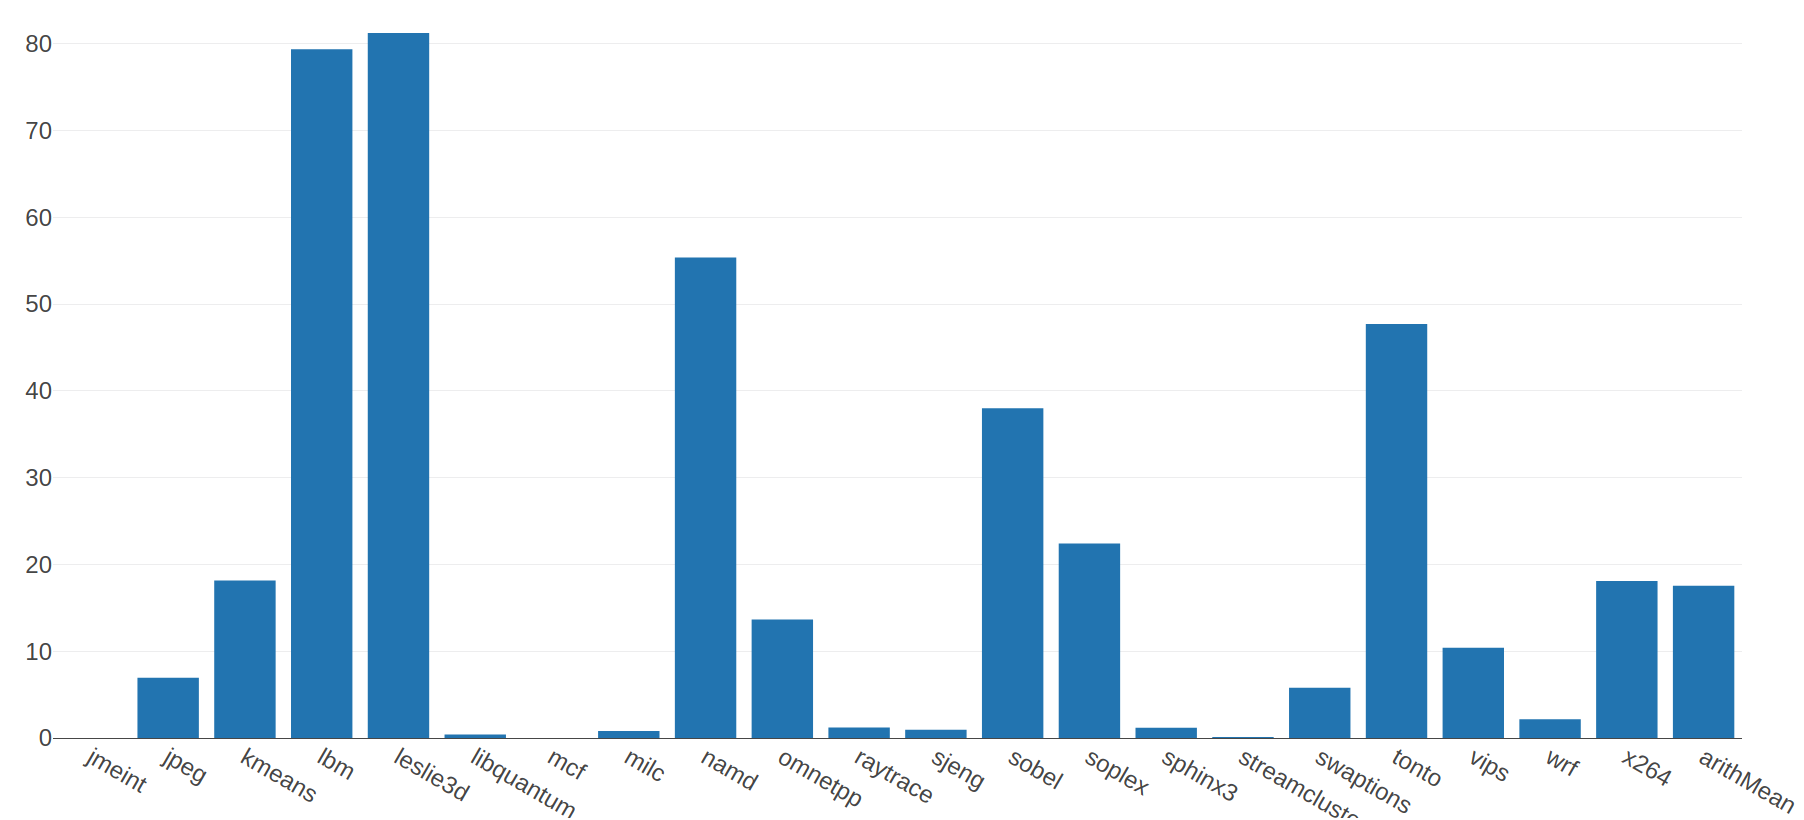 80
70
60
50
40
30
20
10
0
jmeint
jpeg
kmeans
lbm
leslie3d
libquantum
mcf
milc
namd
omnetpp
raytrace
sjeng
sobel
soplex
sphinx3
streamcluste
swaptions
tonto
vips
wrf
x264
arithMean